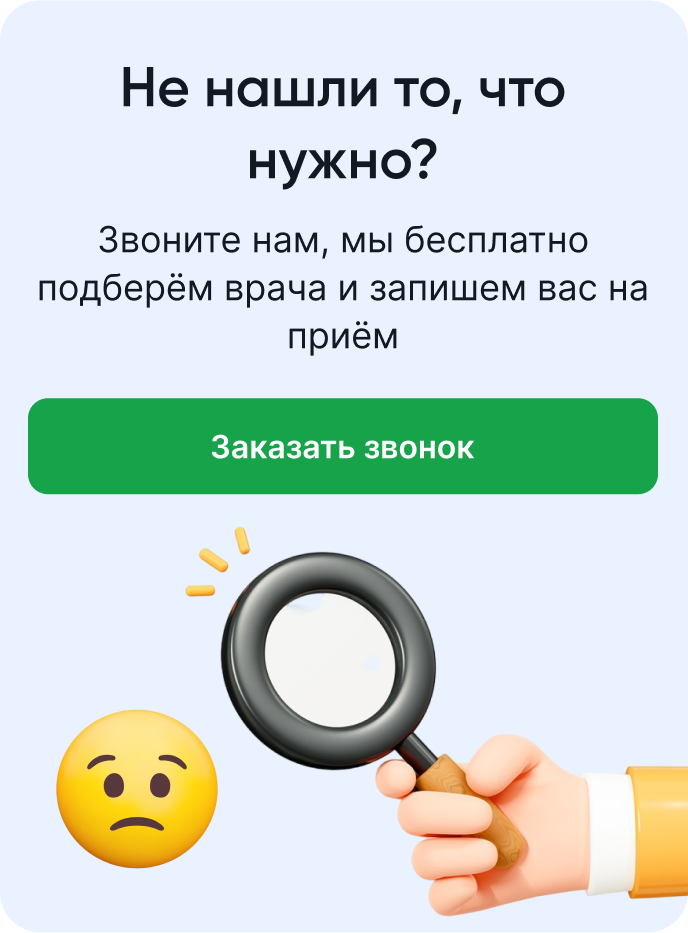 Не нашли то, что
нужно?
Звоните нам, мы бесплатно
подберём врача и запишем вас на
приём
Заказать звонок